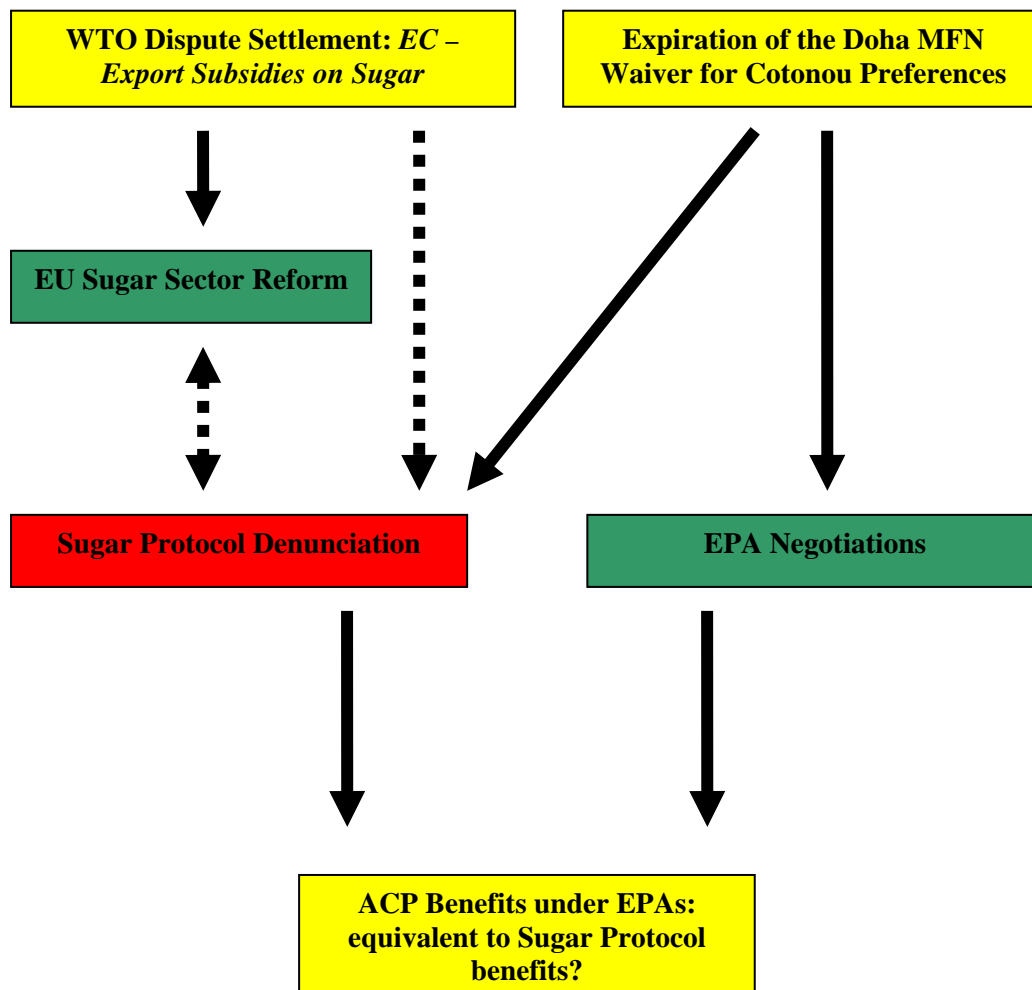 WTO Dispute Settlement: EC –
Export Subsidies on Sugar
Expiration of the Doha MFN
Waiver for Cotonou Preferences
EU Sugar Sector Reform
Sugar Protocol Denunciation
EPA Negotiations
ACP Benefits under EPAs:
equivalent to Sugar Protocol
benefits?